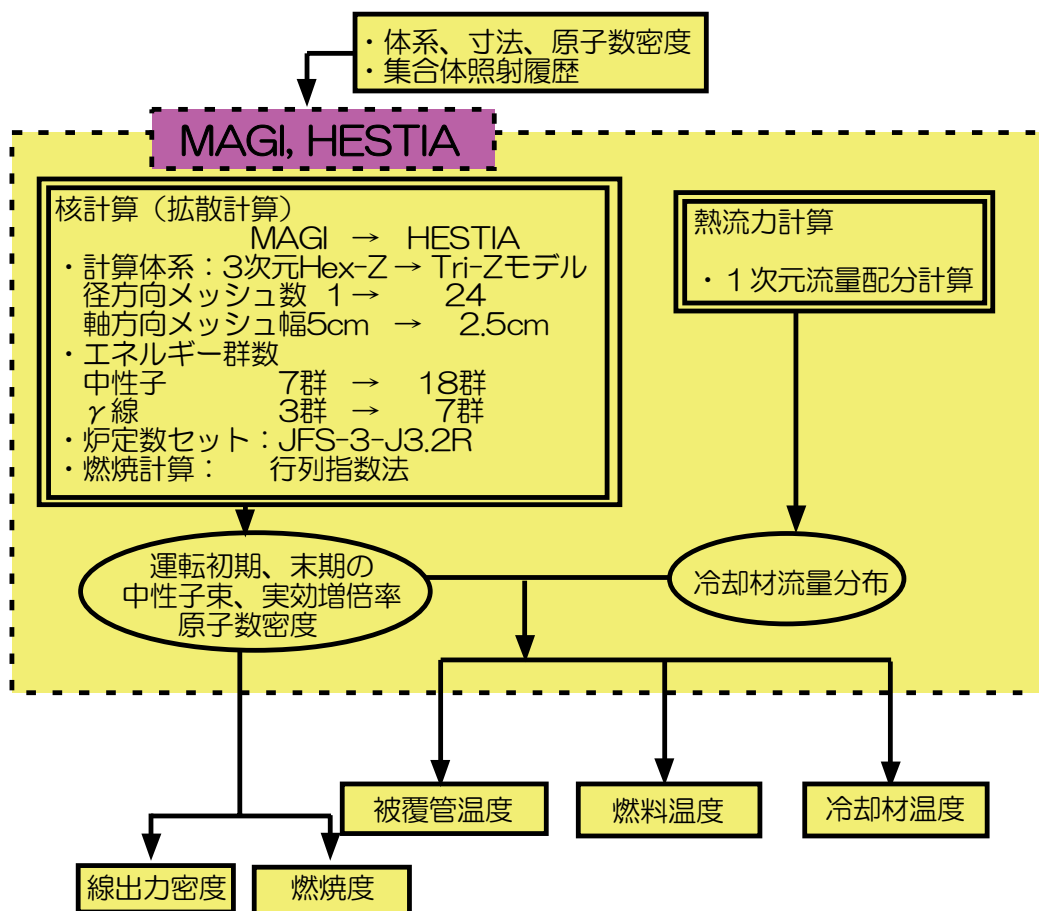 ・体系、寸法、原子数密度
・集合体照射履歴
MAGI, HESTIA
核計算（拡散計算）
MAGI → HESTIA
・計算体系：3次元Hex-Z→ Tri-Zモデル
径方向メッシュ数 1→ 24
軸方向メッシュ幅5cm → 2.5cm
・エネルギー群数
中性子 7群 → 18群
γ線 3群 → 7群
・炉定数セット：JFS-3-J3.2R
・燃焼計算： 行列指数法
熱流力計算
・１次元流量配分計算
運転初期、末期の
中性子束、実効増倍率
原子数密度
冷却材流量分布
被覆管温度
燃料温度
冷却材温度
線出力密度
燃焼度